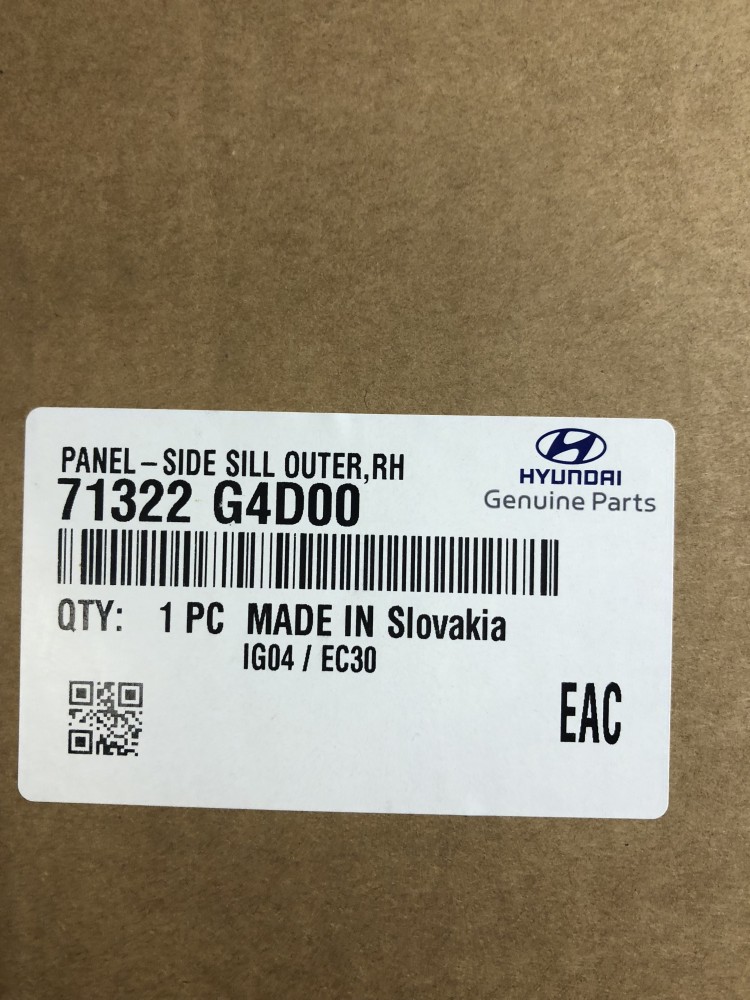 PANEL-SIDE SILL OUTER,RH
71322 G4D00
HYUNDAI
Genuine Parts
QTY: 1 PC MADE IN Slovakia
IG04 / EC30
EAC